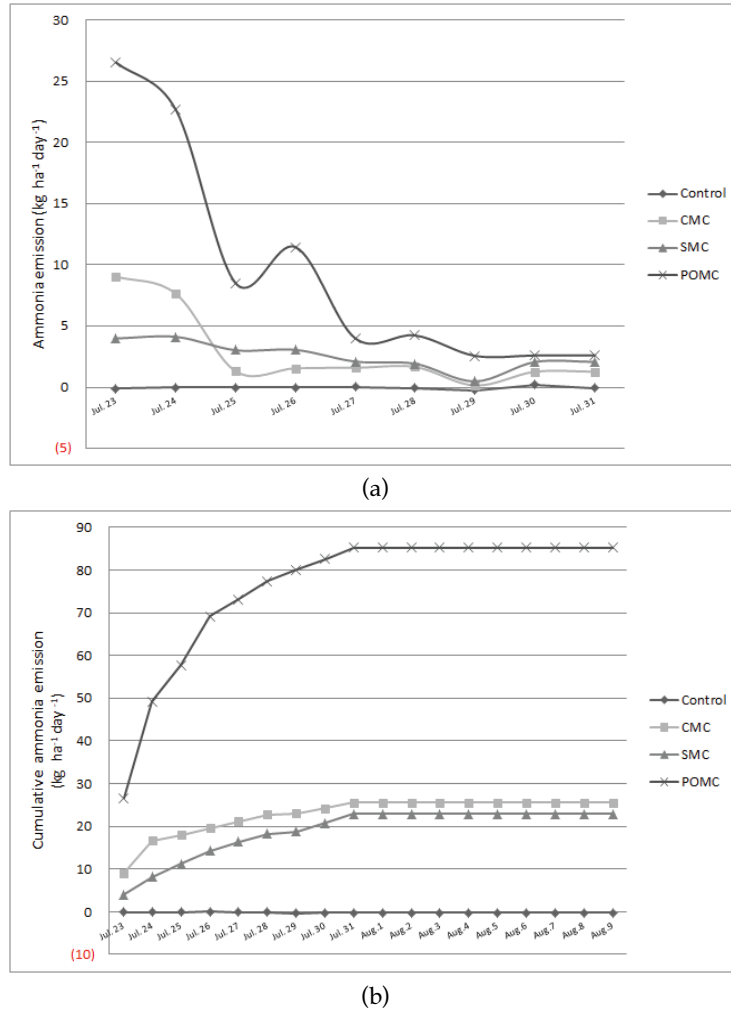 30
25
20
15
10
5
0
(5)
Ammonia emission (kg ha⁻¹ day⁻¹)
Jul. 23
Jul. 24
Jul. 25
Jul. 26
Jul. 27
Jul. 28
Jul. 29
Jul. 30
Jul. 31
Control
CMC
SMC
POMC
(a)
90
80
70
60
50
40
30
20
10
0
(10)
Cumulative ammonia emission
(kg ha⁻¹ day⁻¹)
Jul. 23
Jul. 24
Jul. 25
Jul. 26
Jul. 27
Jul. 28
Jul. 29
Jul. 30
Jul. 31
Aug.1
Aug.2
Aug.3
Aug.4
Aug.5
Aug.6
Aug.7
Aug.8
Aug.9
Control
CMC
SMC
POMC
(b)